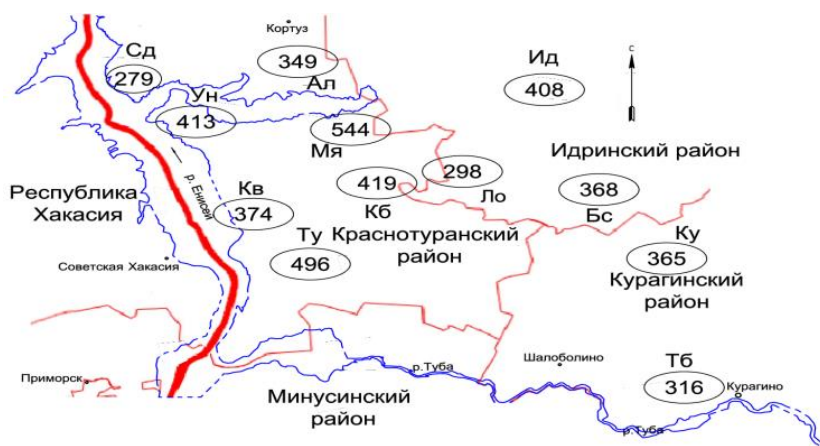 Кортуз
Сд
279
349
Ал
Ид
408
с
Ун
413
544
Мя
Идринский район
298
Ло
419
Кб
368
Бс
Республика
Хакасия
р. Енисей
Кв
374
Ту
496
Краснотуранский
район
Ку
365
Курагинский
район
Советская Хакасия
Приморск
Минусинский
район
р.Туба
Шалоболино
Тб
316
Курагино
р.Туба